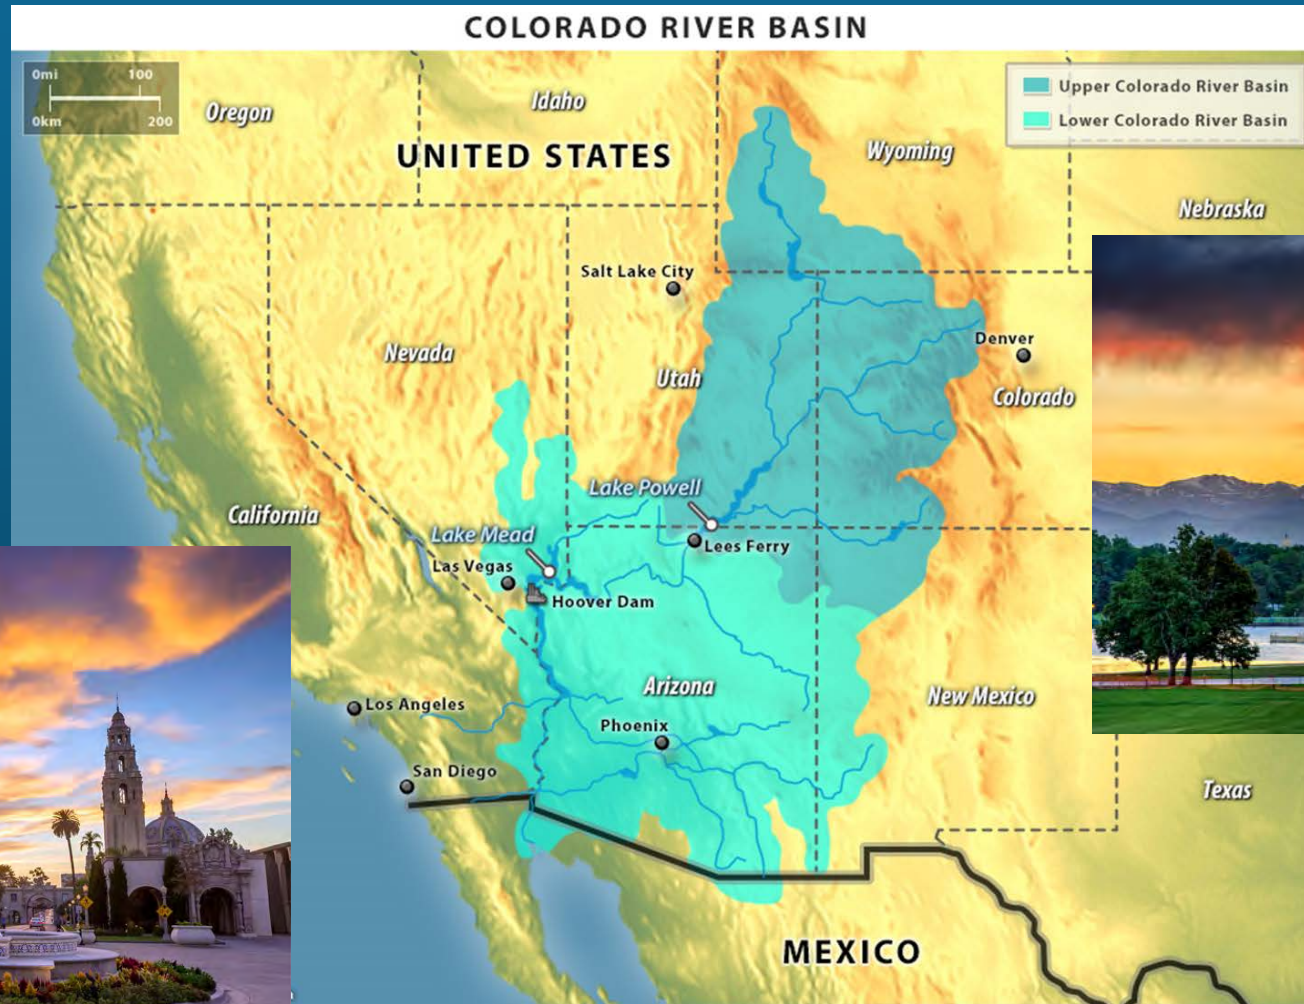 COLORADO RIVER BASIN
0mi 100
0km 200
Upper Colorado River Basin
Lower Colorado River Basin
Oregon
Idaho
UNITED STATES
Wyoming
Nebraska
Salt Lake City
Denver
Nevada
Utah
Colorado
Lake Powell
California
Lake Mead
Lees Ferry
Las Vegas
Hoover Dam
Arizona
New Mexico
Los Angeles
Phoenix
San Diego
Texas
MEXICO